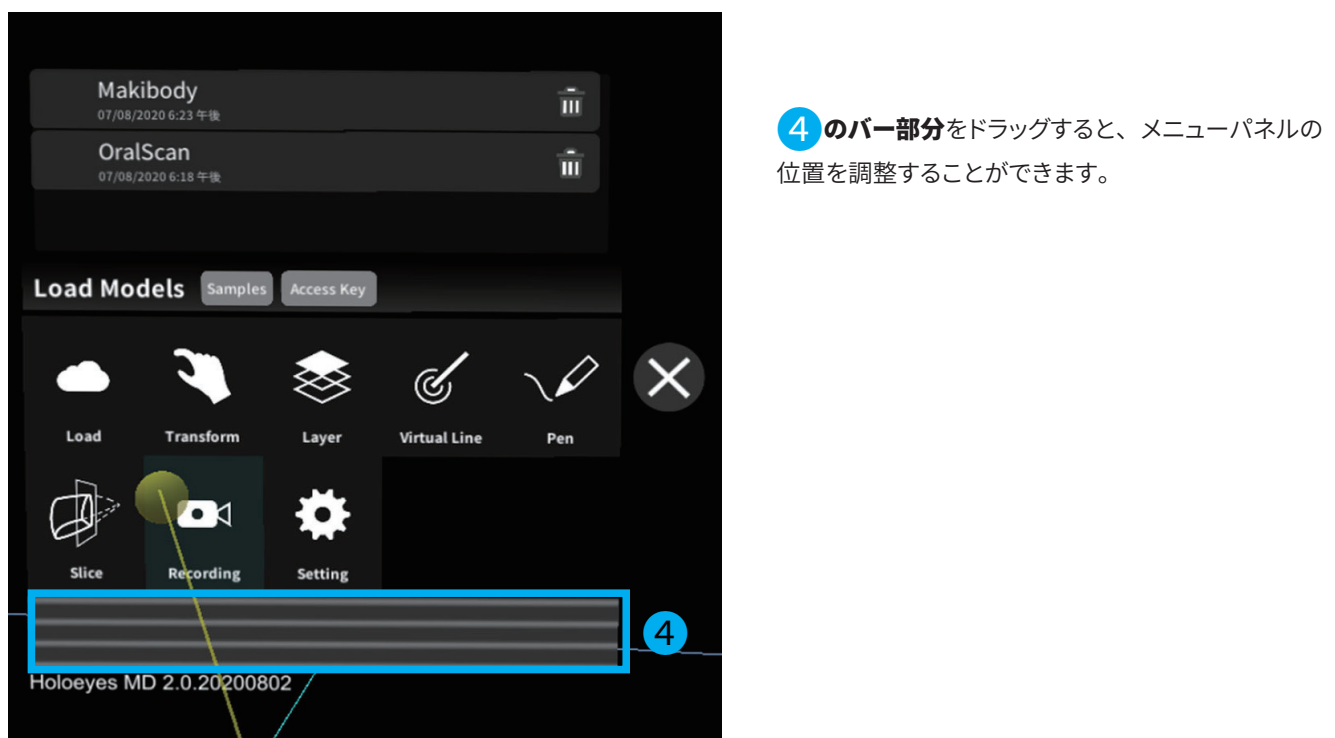 Makibody
07/08/2020 6:23 午後
OralScan
07/08/2020 6:18 午後
Load Models Samples Access Key
Load Transform Layer Virtual Line Pen
Slice Recording Setting
4
Holoeyes MD 2.0.20200802
4 のバー部分をドラッグすると、メニューパネルの
位置を調整することができます。